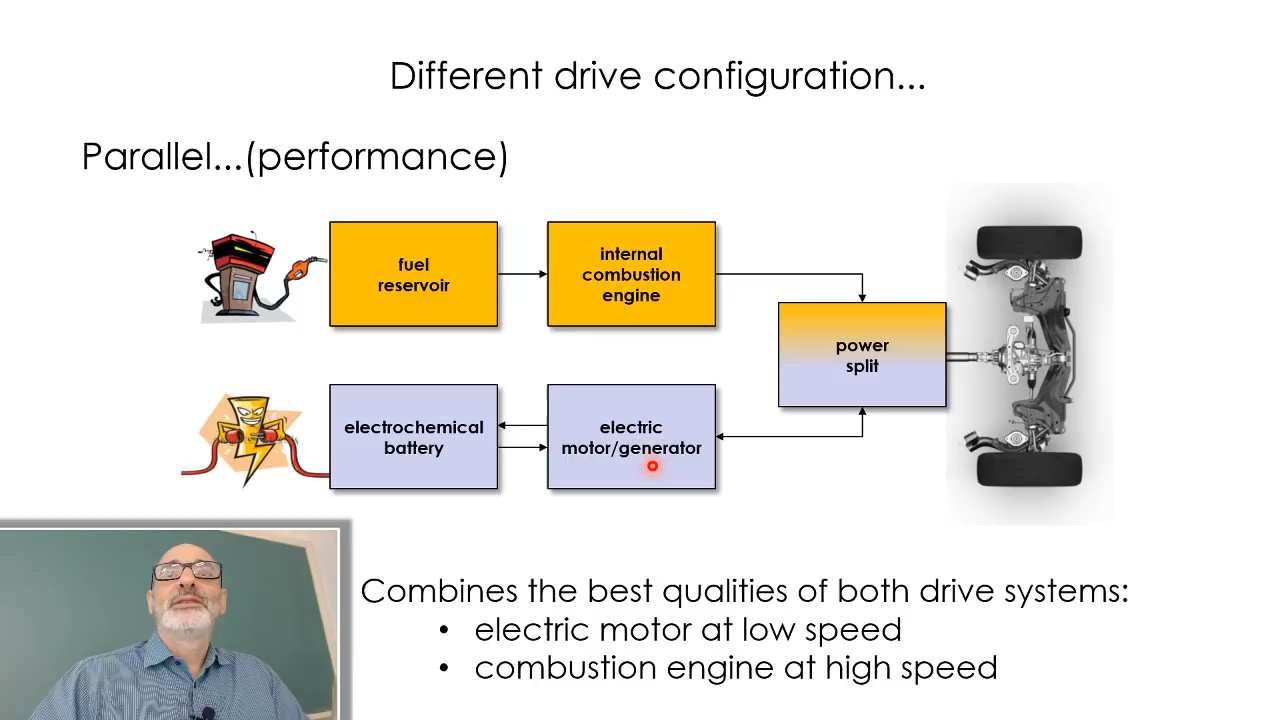 Different drive configuration...
Parallel...(performance)
fuel
reservoir
internal
combustion
engine
power
split
electrochemical
battery
electric
motor/generator
Combines the best qualities of both drive systems:
• electric motor at low speed
• combustion engine at high speed